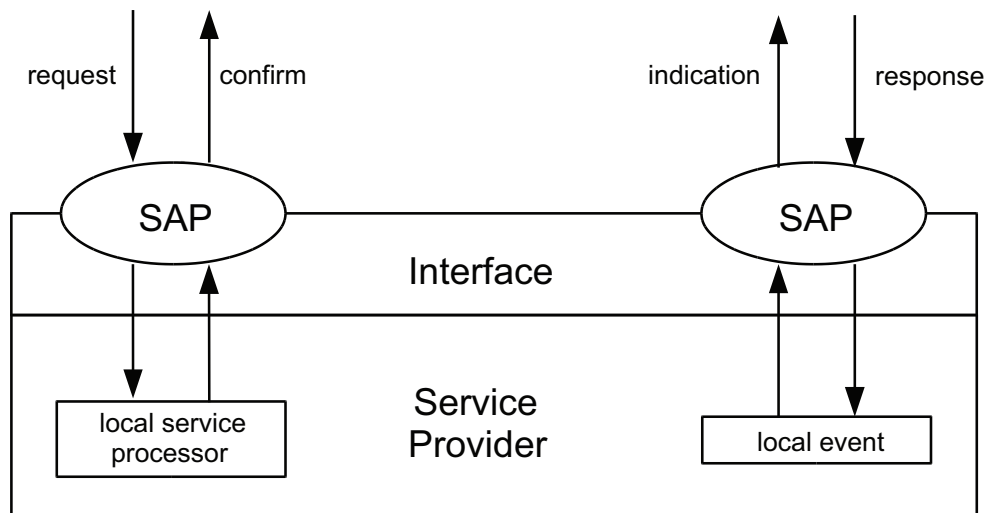 request
confirm
indication
response
SAP
SAP
Interface
Service
Provider
local service
processor
local event